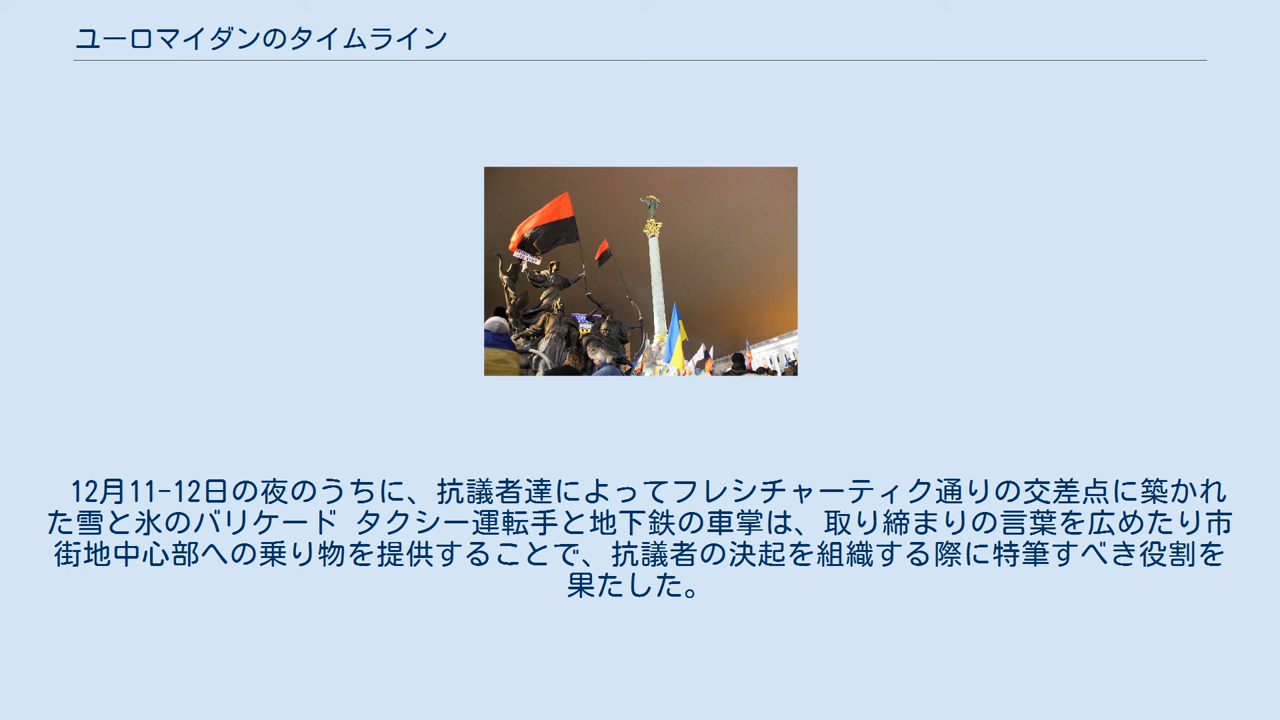 ユーロマイダンのタイムライン
12月11-12日の夜のうちに、抗議者達によってフレシチャーティク通りの交差点に築かれ
た雪と氷のバリケード タクシー運転手と地下鉄の車掌は、取り締まりの言葉を広めたり市
街地中心部への乗り物を提供することで、抗議者の決起を組織する際に特筆すべき役割を
果たした。